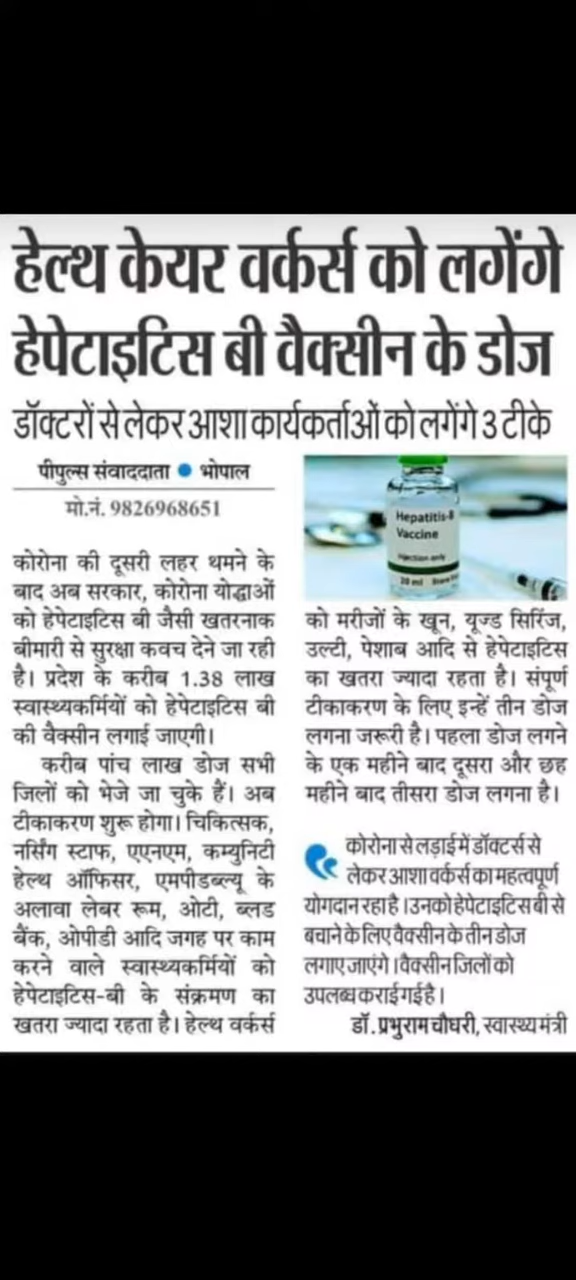 हेल्थ केयर वर्कर्स को लगेंगे
हेपेटाइटिस बी वैक्सीन के डोज
डॉक्टरों से लेकर आशा कार्यकर्ताओं को लगेंगे 3 टीके
पीपुल्स संवाददाता ● भोपाल
मो.नं. 9826968651
कोरोना की दूसरी लहर थमने के
बाद अब सरकार, कोरोना योद्धाओं
को हेपेटाइटिस बी जैसी खतरनाक
बीमारी से सुरक्षा कवच देने जा रही
है। प्रदेश के करीब 1.38 लाख
स्वास्थ्यकर्मियों को हेपेटाइटिस बी
की वैक्सीन लगाई जाएगी।
करीब पांच लाख डोज सभी
जिलों को भेजे जा चुके हैं। अब
टीकाकरण शुरू होगा। चिकित्सक,
नर्सिंग स्टाफ, एएनएम, कम्युनिटी
हेल्थ ऑफिसर, एमपीडब्ल्यू के
अलावा लेबर रूम, ओटी, ब्लड
बैंक, ओपीडी आदि जगह पर काम
करने वाले स्वास्थ्यकर्मियों को
हेपेटाइटिस-बी के संक्रमण का
खतरा ज्यादा रहता है। हेल्थ वर्कर्स
Hepatitis-B
Vaccine
Injection only
20 ml
को मरीजों के खून, यूज्ड सिरिंज,
उल्टी, पेशाब आदि से हेपेटाइटिस
का खतरा ज्यादा रहता है। संपूर्ण
टीकाकरण के लिए इन्हें तीन डोज
लगना जरूरी है। पहला डोज लगने
के एक महीने बाद दूसरा और छह
महीने बाद तीसरा डोज लगना है।
कोरोना से लड़ाई में डॉक्टर्स से
लेकर आशा वर्कर्स का महत्वपूर्ण
योगदान रहा है। उनको हेपेटाइटिस बी से
बचाने के लिए वैक्सीन के तीन डोज
लगाए जाएंगे। वैक्सीन जिलों को
उपलब्ध कराई गई है।
डॉ. प्रभुराम चौधरी, स्वास्थ्य मंत्री